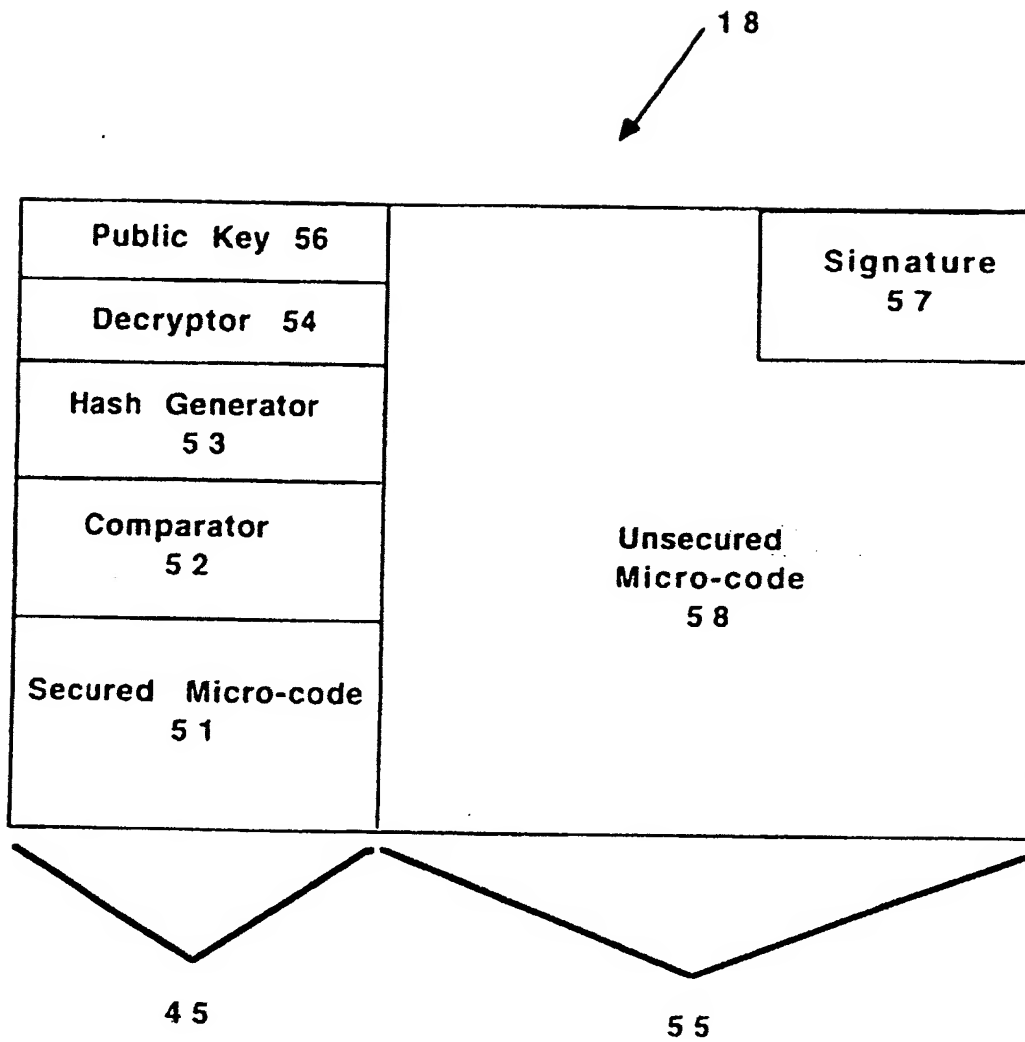 18
Public Key 56
Decryptor 54
Hash Generator
53
Comparator
52
Secured Micro-code
51
Signature
57
Unsecured
Micro-code
58
45
55